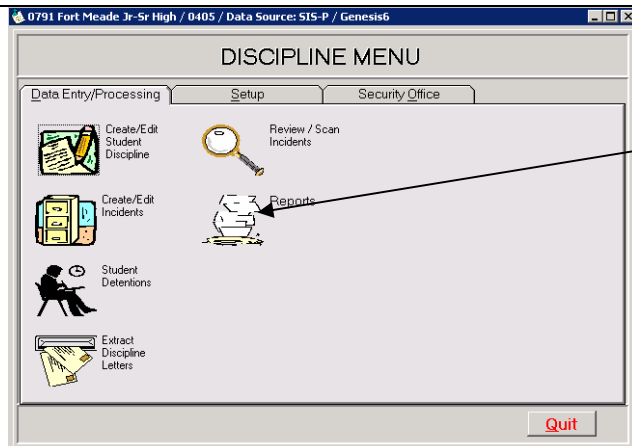 0791 Fort Meade Jr-Sr High / 0405 / Data Source: SIS-P / Genesis6
DISCIPLINE MENU
Data Entry/Processing
Setup
Security Office
Create/Edit
Student
Discipline
Review / Scan
Incidents
Create/Edit
Incidents
Reports
Student
Detentions
Extract
Discipline
Letters
Quit